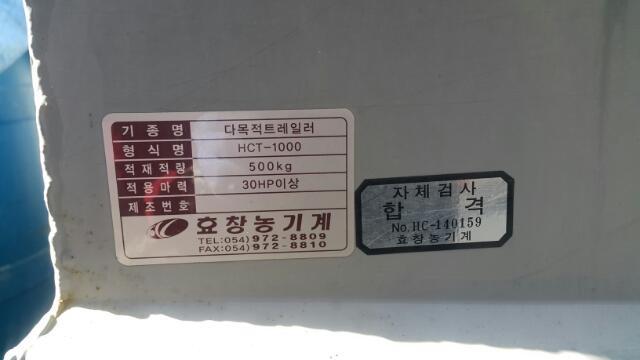 기종명 다목적트레일러
형식명 HCT-1000
적재적량 500kg
적용마력 30HP이상
제조번호
효창농기계
TEL:(054)972-8809
FAX:(054)972-8810
자체검사
합격
No.HC-140159
효창농기계